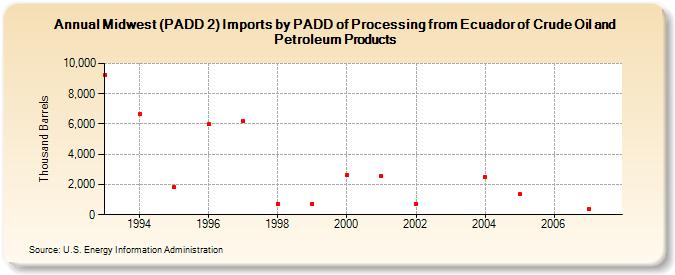 Annual Midwest (PADD 2) Imports by PADD of Processing from Ecuador of Crude Oil and
Petroleum Products
Thousand Barrels
10,000
8,000
6,000
4,000
2,000
0
1994 1996 1998 2000 2002 2004 2006
Source: U.S. Energy Information Administration